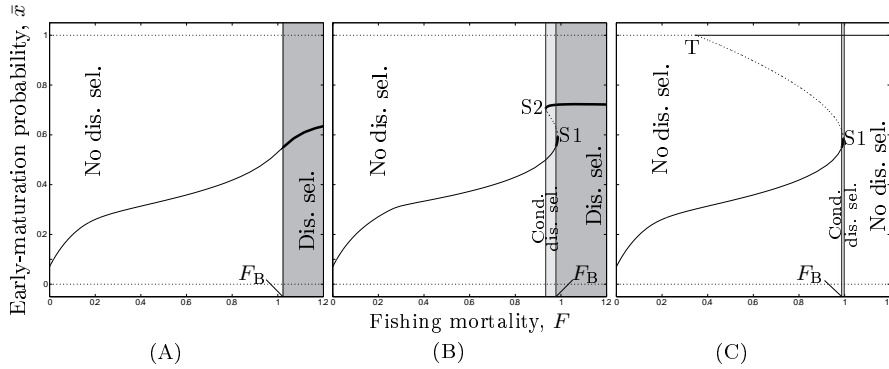 Early-maturation probability, x̄
1
0.8
0.6
0.4
0.2
0
0
0.2
0.4
0.6
0.8
1
1.2
No dis. sel.
Dis. sel.
F_B
(A)
0
0.2
0.4
0.6
0.8
1
1.2
No dis. sel.
S2
S1
Cond. dis. sel.
Dis. sel.
F_B
Fishing mortality, F
(B)
0
0.2
0.4
0.6
0.8
1
1.2
T
No dis. sel.
S1
Cond. dis. sel.
No dis. sel.
F_B
(C)